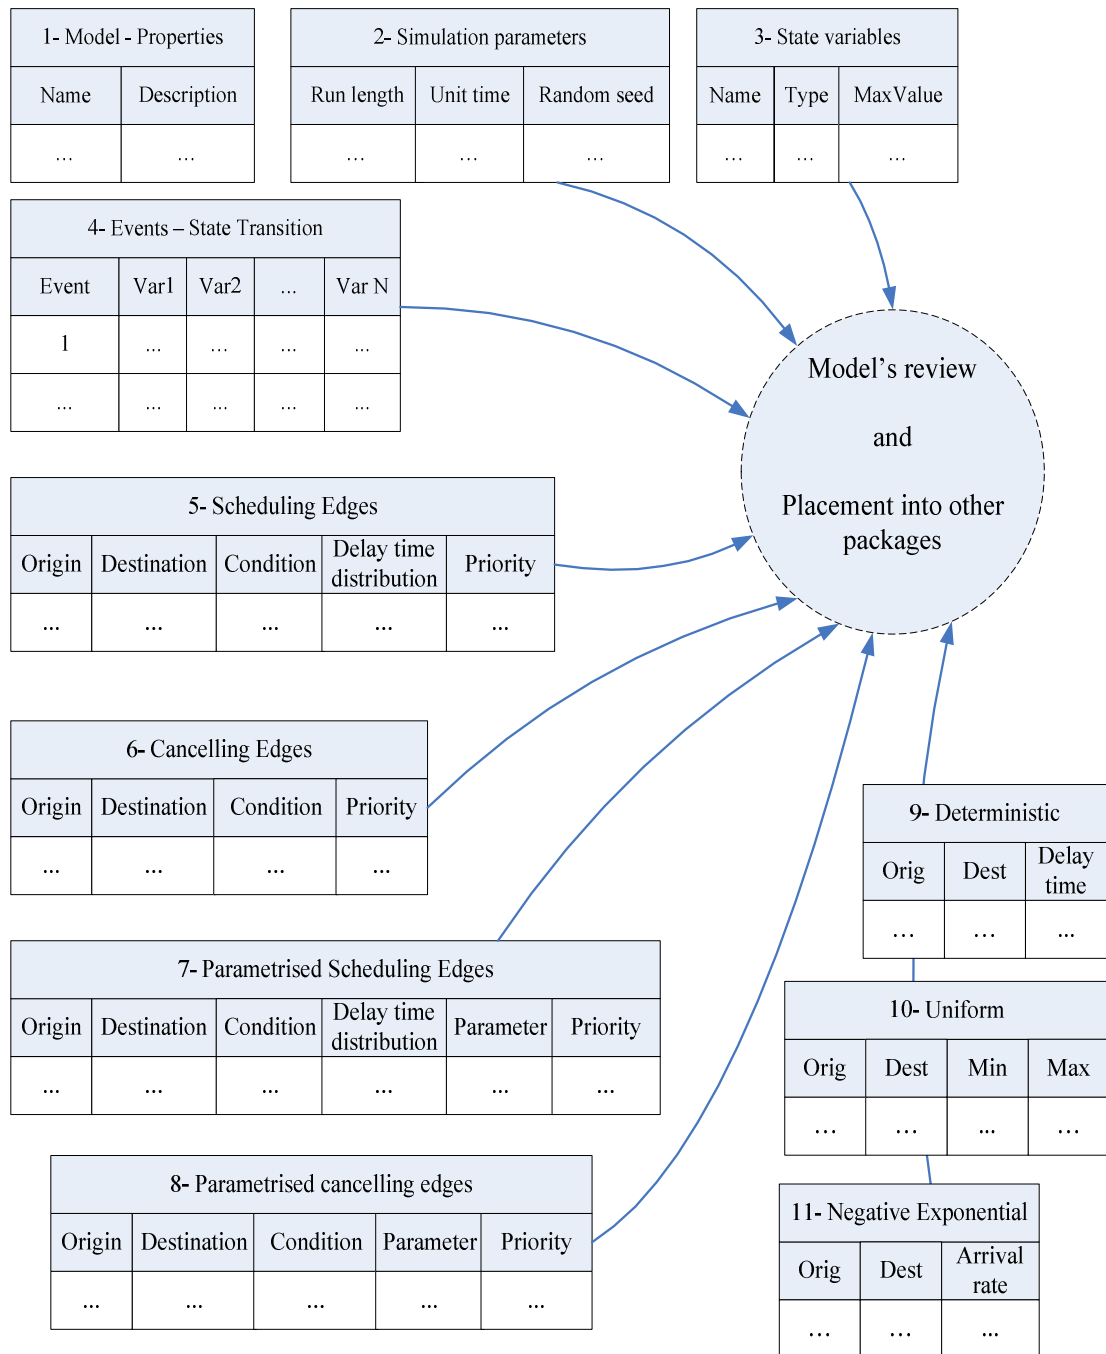 1- Model - Properties
Name Description
... ...
2- Simulation parameters
Run length Unit time Random seed
... ... ...
3- State variables
Name Type MaxValue
... ... ...
4- Events – State Transition
Event Var1 Var2 ... Var N
1 ... ... ... ...
... ... ... ... ...
Model's review
and
Placement into other
packages
5- Scheduling Edges
Origin Destination Condition Delay time
distribution Priority
... ... ... ... ...
6- Cancelling Edges
Origin Destination Condition Priority
... ... ... ...
7- Parametrised Scheduling Edges
Origin Destination Condition Delay time
distribution Parameter Priority
... ... ... ... ... ...
8- Parametrised cancelling edges
Origin Destination Condition Parameter Priority
... ... ... ... ...
9- Deterministic
Orig Dest Delay
time
... ... ...
10- Uniform
Orig Dest Min Max
... ... ... ...
11- Negative Exponential
Orig Dest Arrival
rate
... ... ...